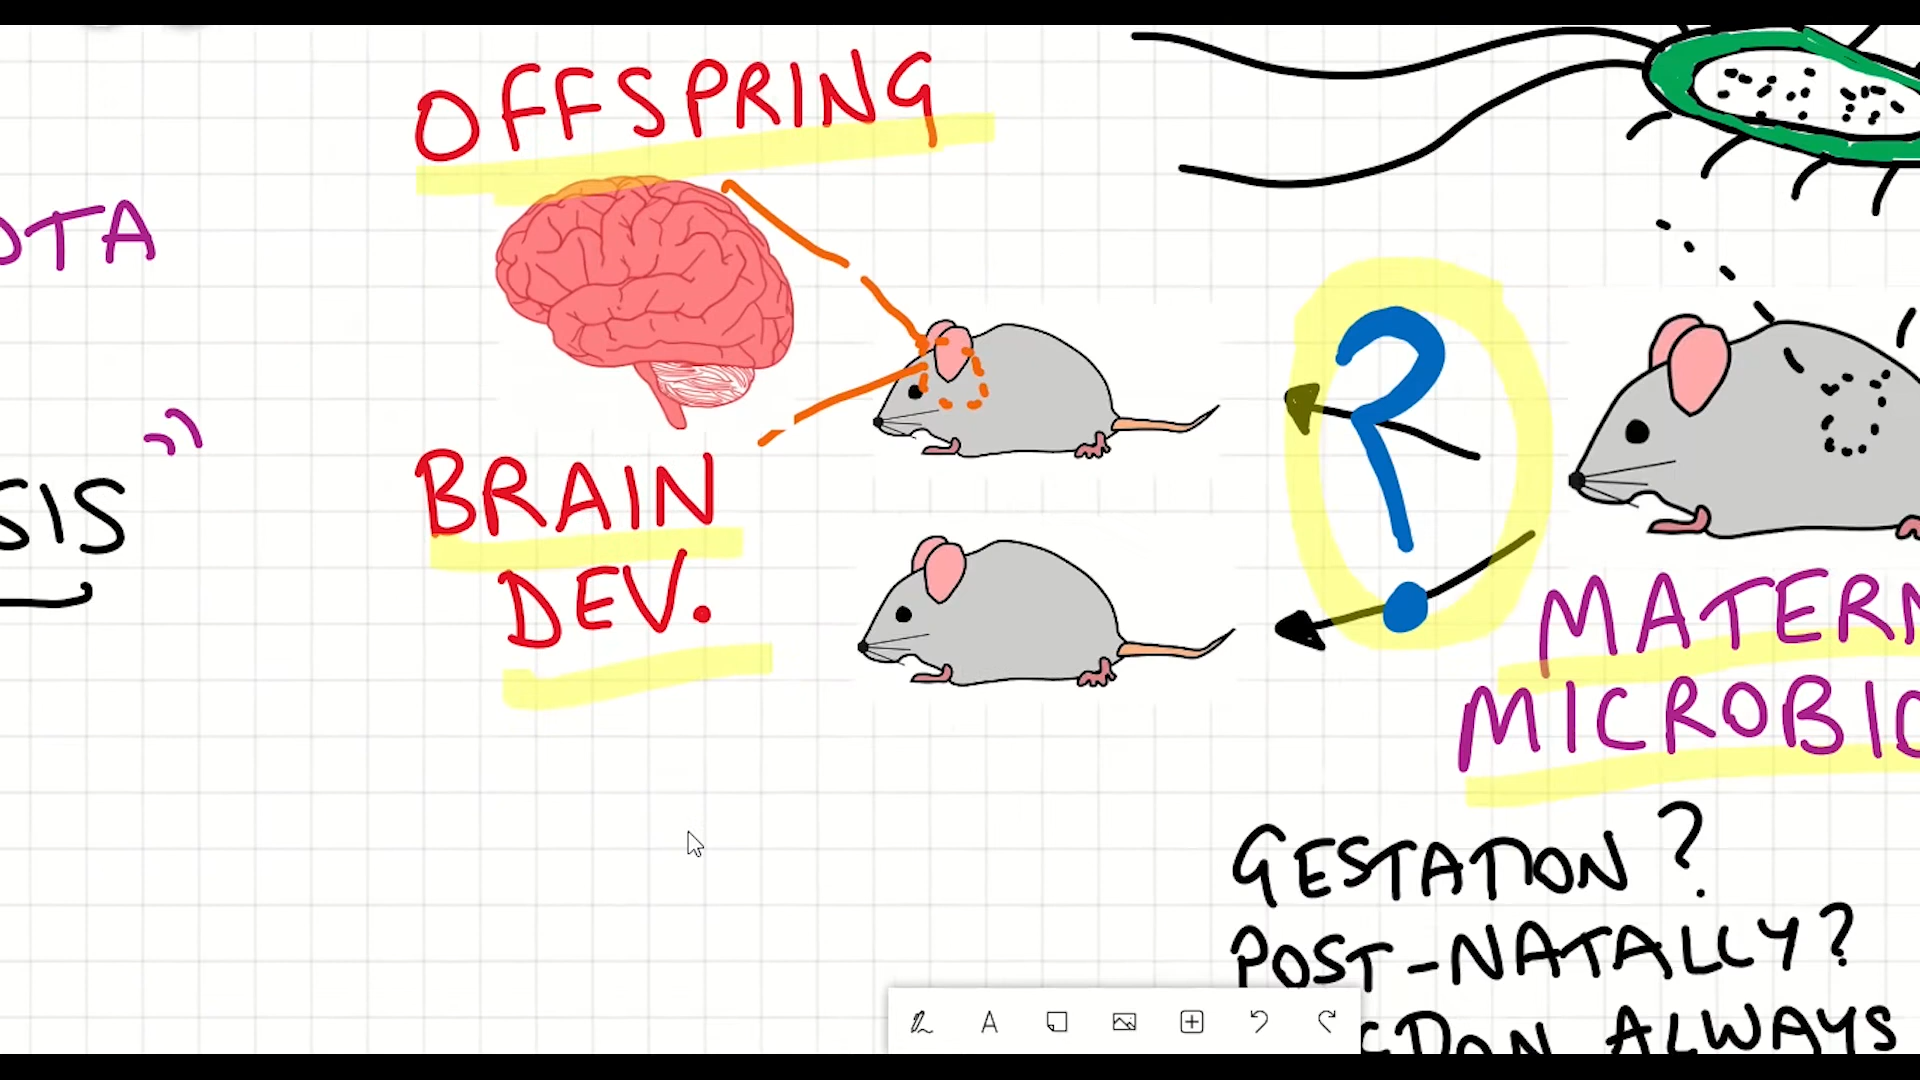 OFFSPRING
OTA
SIS
BRAIN
DEV.
?
MATERN
MICROBIO
GESTATION?
POST-NATALLY?
ALWAYS
A